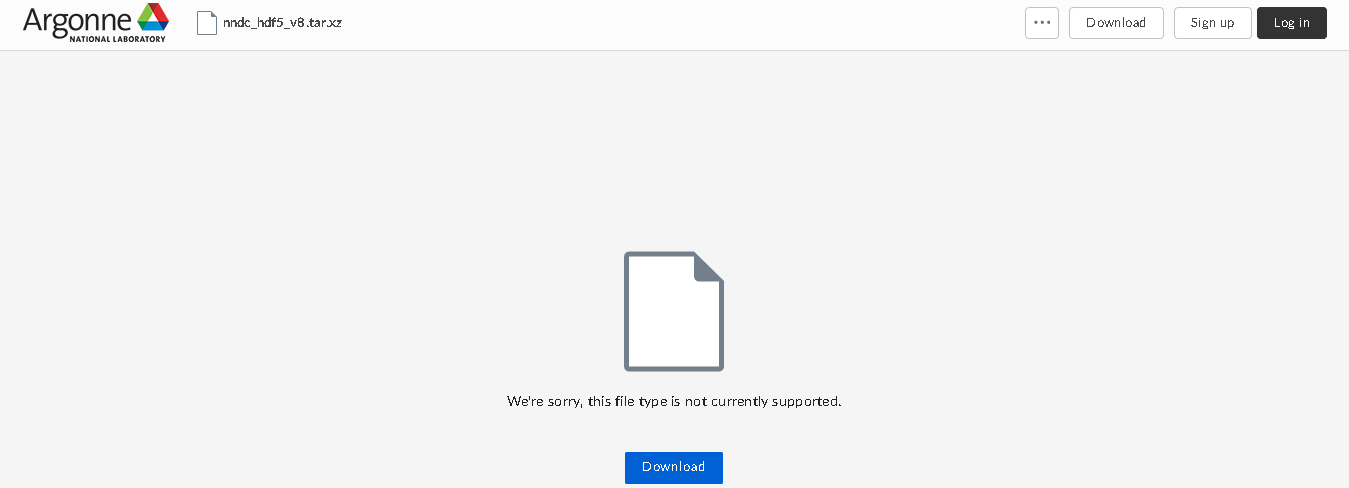 Argonne
NATIONAL LABORATORY
nndc_hdf5_v8.tar.xz
Download
Sign up
Log in
We're sorry, this file type is not currently supported.
Download